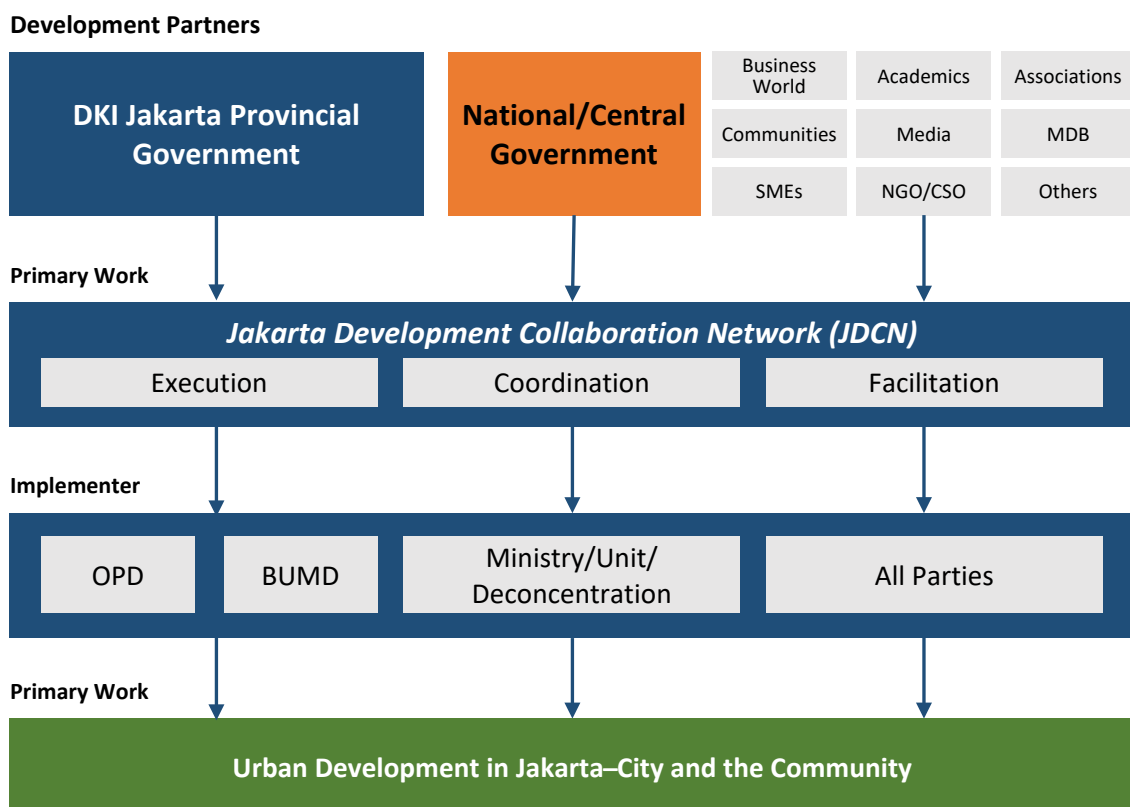 Development Partners
DKI Jakarta Provincial
Government
National/Central
Government
Business
World
Academics
Associations
Communities
Media
MDB
SMEs
NGO/CSO
Others
Primary Work
Jakarta Development Collaboration Network (JDCN)
Execution
Coordination
Facilitation
Implementer
OPD
BUMD
Ministry/Unit/
Deconcentration
All Parties
Primary Work
Urban Development in Jakarta–City and the Community